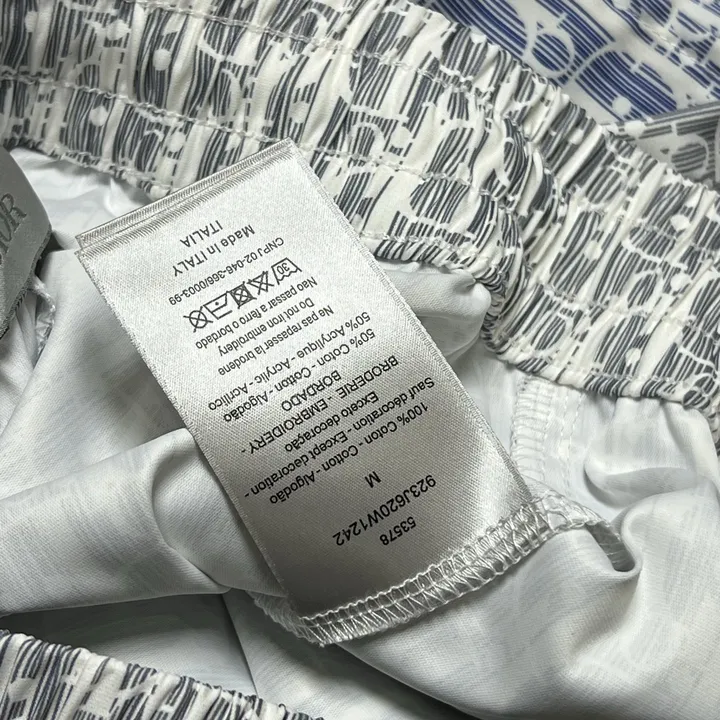 53578
923J620W1242
M
100% Coton - Cotton - Algodão
Sauf décoration - Except decoration -
Exceto decoração
BRODERIE - EMBROIDERY -
BORDADO
50% Coton - Cotton - Algodão
50% Acrylique - Acrylic - Acrílico
Ne pas repasser la broderie
Do not iron embroidery
Não passar a ferro o bordado
30
CNPJ 02-046-368/0003-99
Made in ITALY
ITALIA